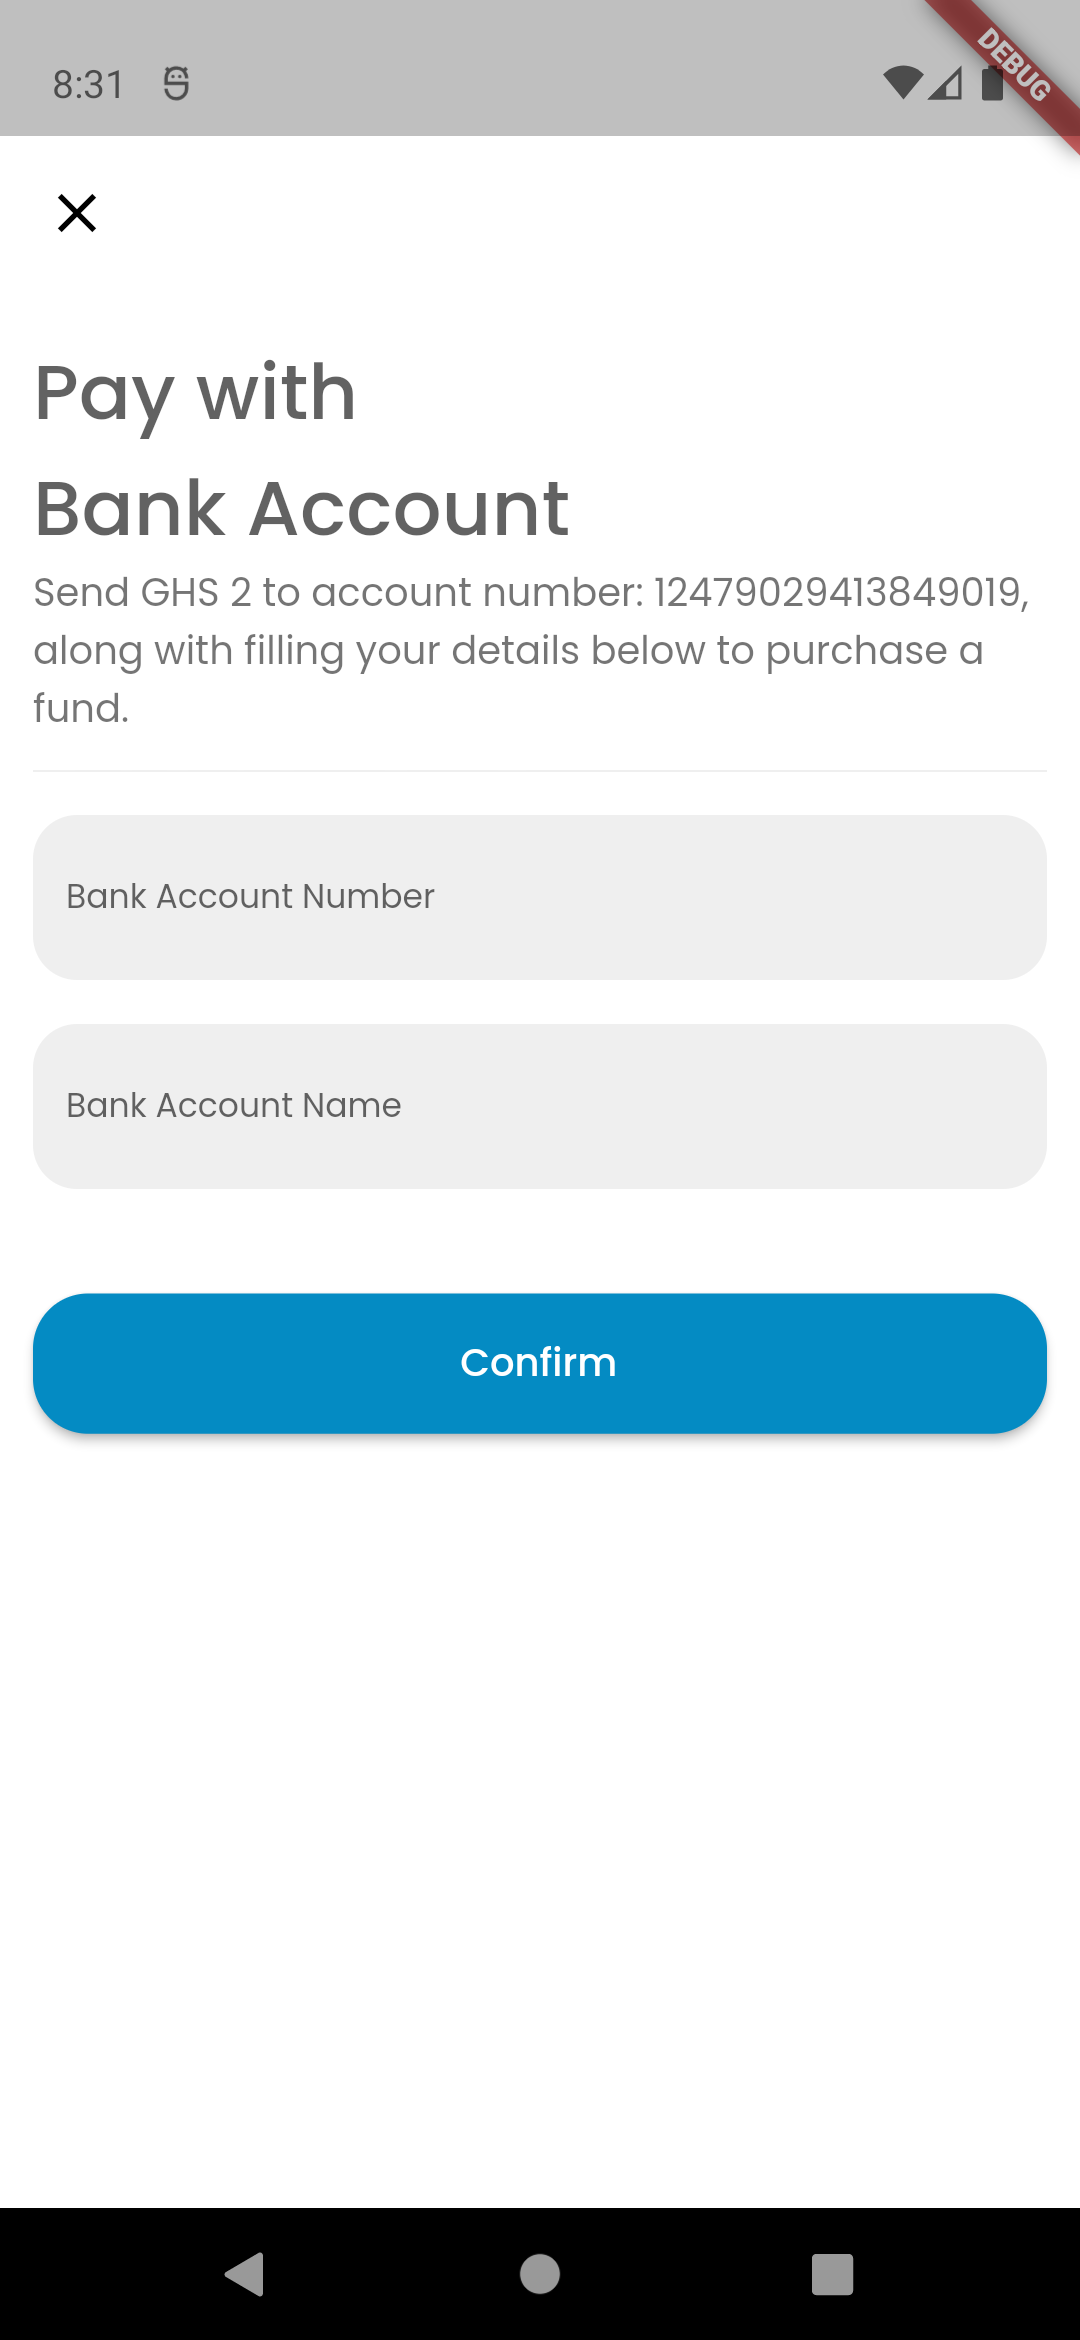 8:31
DEBUG
Pay with
Bank Account
Send GHS 2 to account number: 12479029413849019,
along with filling your details below to purchase a
fund.
Bank Account Number
Bank Account Name
Confirm